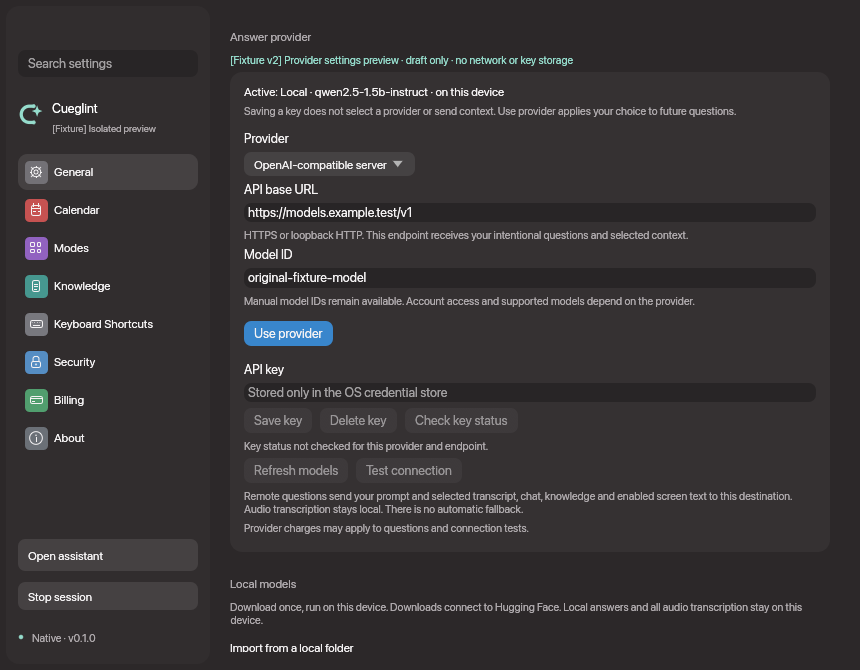 Search settings
Cueglint
[Fixture] Isolated preview
General
Calendar
Modes
Knowledge
Keyboard Shortcuts
Security
Billing
About
Open assistant
Stop session
Native · v0.1.0
Answer provider
[Fixture v2] Provider settings preview · draft only · no network or key storage
Active: Local · qwen2.5-1.5b-instruct · on this device
Saving a key does not select a provider or send context. Use provider applies your choice to future questions.
Provider
OpenAI-compatible server
API base URL
https://models.example.test/v1
HTTPS or loopback HTTP. This endpoint receives your intentional questions and selected context.
Model ID
original-fixture-model
Manual model IDs remain available. Account access and supported models depend on the provider.
Use provider
API key
Stored only in the OS credential store
Save key Delete key Check key status
Key status not checked for this provider and endpoint.
Refresh models Test connection
Remote questions send your prompt and selected transcript, chat, knowledge and enabled screen text to this destination.
Audio transcription stays local. There is no automatic fallback.
Provider charges may apply to questions and connection tests.
Local models
Download once, run on this device. Downloads connect to Hugging Face. Local answers and all audio transcription stay on this
device.
Import from a local folder